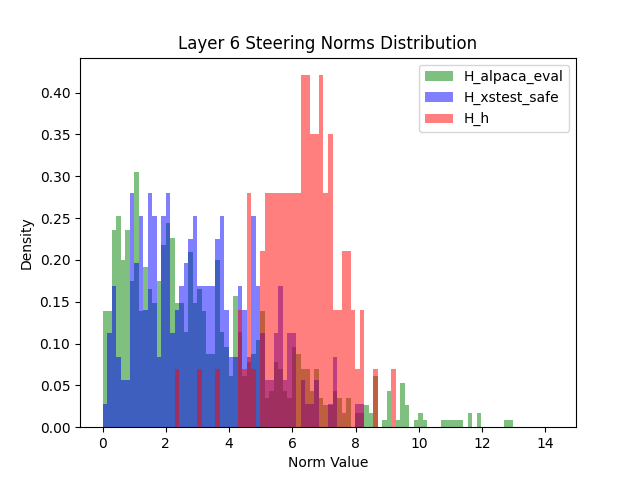 Layer 6 Steering Norms Distribution
H_alpaca_eval
H_xstest_safe
H_h
0.40
0.35
0.30
0.25
0.20
0.15
0.10
0.05
0.00
Density
0 2 4 6 8 10 12 14
Norm Value